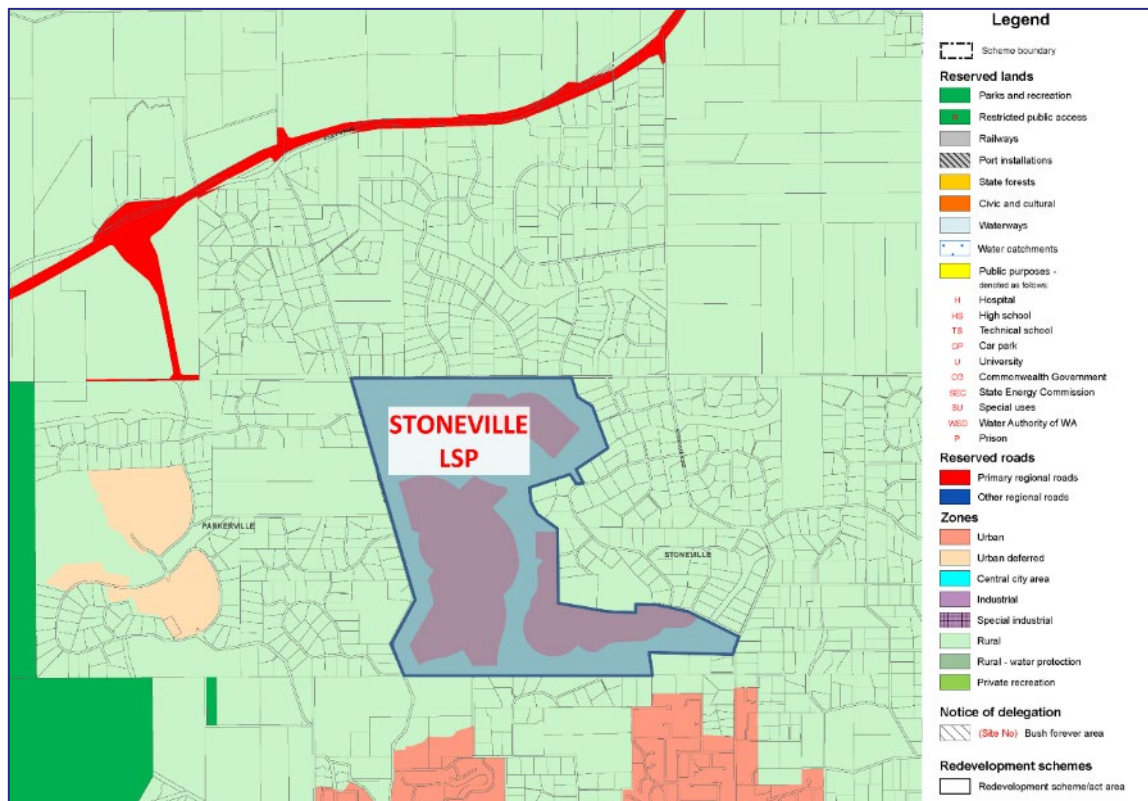 STONEVILLE
LSP
PARKERVILLE
STONEVILLE
Legend
Scheme boundary
Reserved lands
Parks and recreation
R Restricted public access
Railways
Port installations
State forests
Civic and cultural
Waterways
Water catchments
Public purposes -
denoted as follows:
H Hospital
HS High school
TS Technical school
CP Car park
U University
CG Commonwealth Government
SEC State Energy Commission
SU Special uses
WSD Water Authority of WA
P Prison
Reserved roads
Primary regional roads
Other regional roads
Zones
Urban
Urban deferred
Central city area
Industrial
Special industrial
Rural
Rural - water protection
Private recreation
Notice of delegation
(Site No) Bush forever area
Redevelopment schemes
Redevelopment scheme/act area